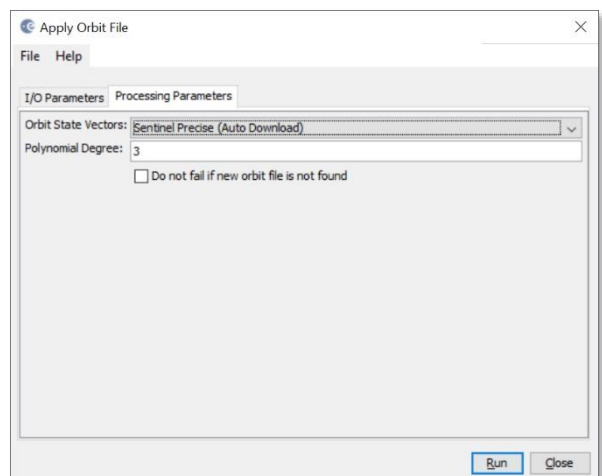 Apply Orbit File
File Help
I/O Parameters Processing Parameters
Orbit State Vectors: Sentinel Precise (Auto Download)
Polynomial Degree: 3
Do not fail if new orbit file is not found
Run Close